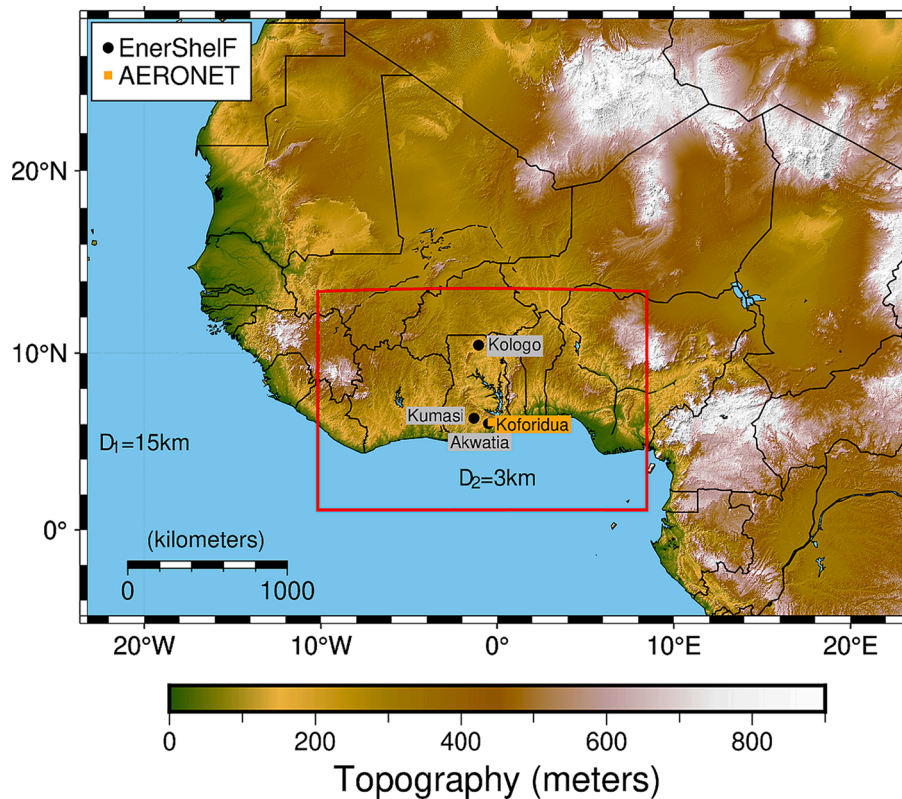 EnerShelF
AERONET
20°N
10°N
0°
Kologo
Kumasi
Koforidua
Akwatia
D1=15km
D2=3km
(kilometers)
0 1000
20°W 10°W 0° 10°E 20°E
0 200 400 600 800
Topography (meters)